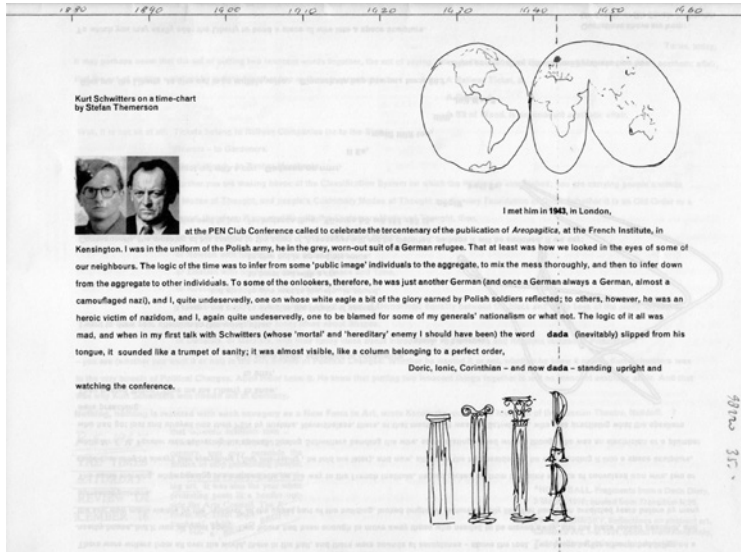 1880 1890 1900 1910 1920 1930 1940 1950 1960
Kurt Schwitters on a time-chart
by Stefan Themerson
I met him in 1943, in London,
at the PEN Club Conference called to celebrate the tercentenary of the publication of Areopagitica, at the French Institute, in
Kensington. I was in the uniform of the Polish army, he in the grey, worn-out suit of a German refugee. That at least was how we looked in the eyes of some of
our neighbours. The logic of the time was to infer from some 'public image' individuals to the aggregate, to mix the mess thoroughly, and then to infer down
from the aggregate to other individuals. To some of the onlookers, therefore, he was just another German (and once a German always a German, almost a
camouflaged nazi), and I, quite undeservedly, one on whose white eagle a bit of the glory earned by Polish soldiers reflected; to others, however, he was an
heroic victim of nazidom, and I, again quite undeservedly, one to be blamed for some of my generals' nationalism or what not. The logic of it all was
mad, and when in my first talk with Schwitters (whose 'mortal' and 'hereditary' enemy I should have been) the word dada (inevitably) slipped from his
tongue, it sounded like a trumpet of sanity; it was almost visible, like a column belonging to a perfect order,
Doric, Ionic, Corinthian – and now dada – standing upright and
watching the conference.
35.-